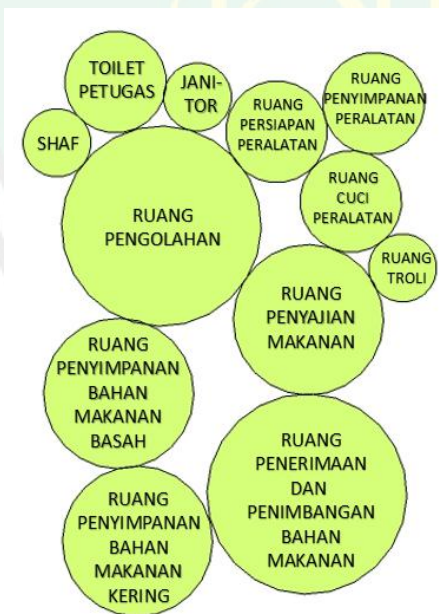 TOILET
PETUGAS
JANI-
TOR
SHAF
RUANG
PERSIAPAN
PERALATAN
RUANG
PENYIMPANAN
PERALATAN
RUANG
CUCI
PERALATAN
RUANG
TROLI
RUANG
PENGOLAHAN
RUANG
PENYAJIAN
MAKANAN
RUANG
PENYIMPANAN
BAHAN
MAKANAN
BASAH
RUANG
PENERIMAAN
DAN
PENIMBANGAN
BAHAN
MAKANAN
RUANG
PENYIMPANAN
BAHAN
MAKANAN
KERING